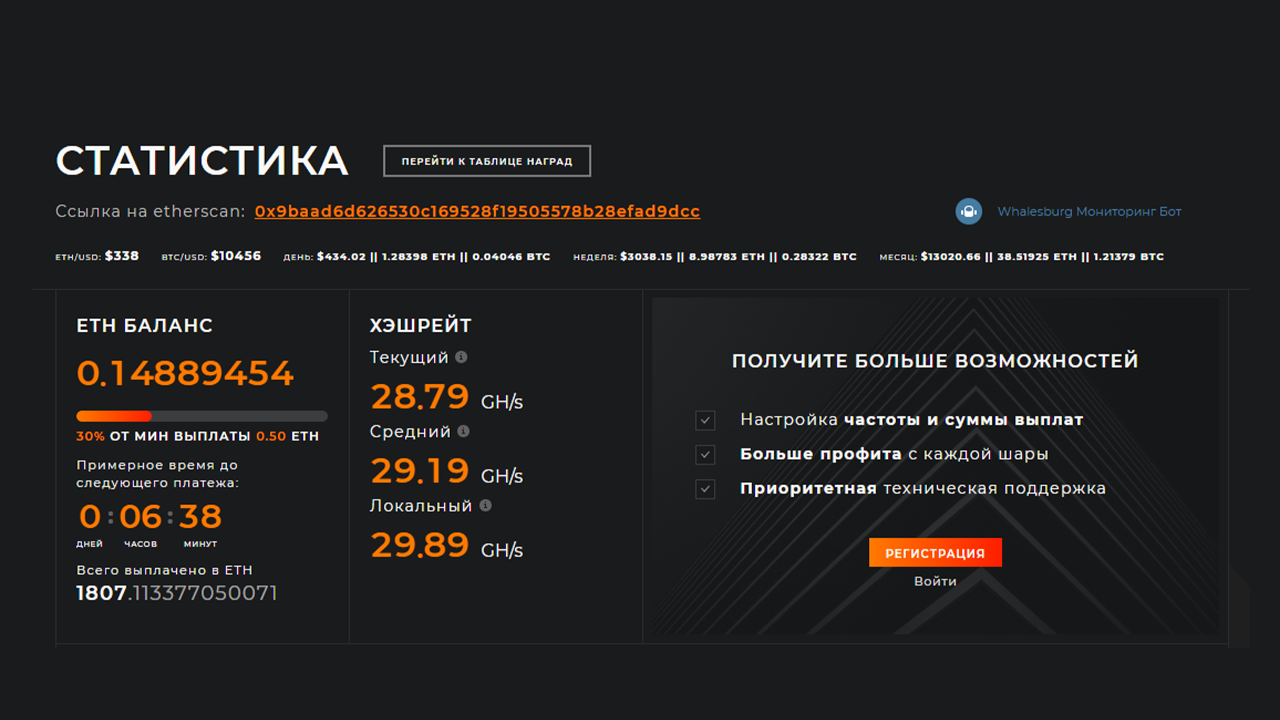 СТАТИСТИКА
ПЕРЕЙТИ К ТАБЛИЦЕ НАГРАД
Ссылка на etherscan: 0x9baad6d626530c169528f19505578b28efad9dcc
Whalesburg Мониторинг Бот
ETH/USD: $338 BTC/USD: $10456 ДЕНЬ: $434.02 || 1.28398 ETH || 0.04046 BTC НЕДЕЛЯ: $3038.15 || 8.98783 ETH || 0.28322 BTC МЕСЯЦ: $13020.66 || 38.51925 ETH || 1.21379 BTC
ETH БАЛАНС
0.14889454
30% ОТ МИН ВЫПЛАТЫ 0.50 ETH
Примерное время до
следующего платежа:
0 : 06 : 38
ДНЕЙ ЧАСОВ МИНУТ
Всего выплачено в ETH
1807.113377050071
ХЭШРЕЙТ
Текущий
28.79 GH/s
Средний
29.19 GH/s
Локальный
29.89 GH/s
ПОЛУЧИТЕ БОЛЬШЕ ВОЗМОЖНОСТЕЙ
Настройка частоты и суммы выплат
Больше профита с каждой шары
Приоритетная техническая поддержка
РЕГИСТРАЦИЯ
Войти